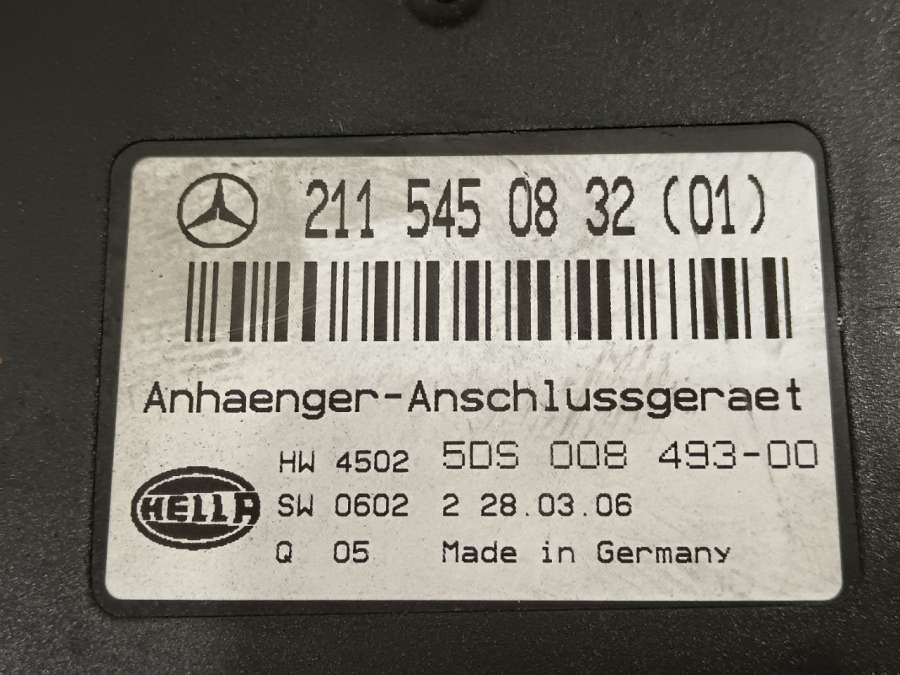 211 545 08 32 (01)
Anhaenger-Anschlussgeraet
HW 4502 5DS 008 493-00
HELLA SW 0602 2 28.03.06
Q 05 Made in Germany